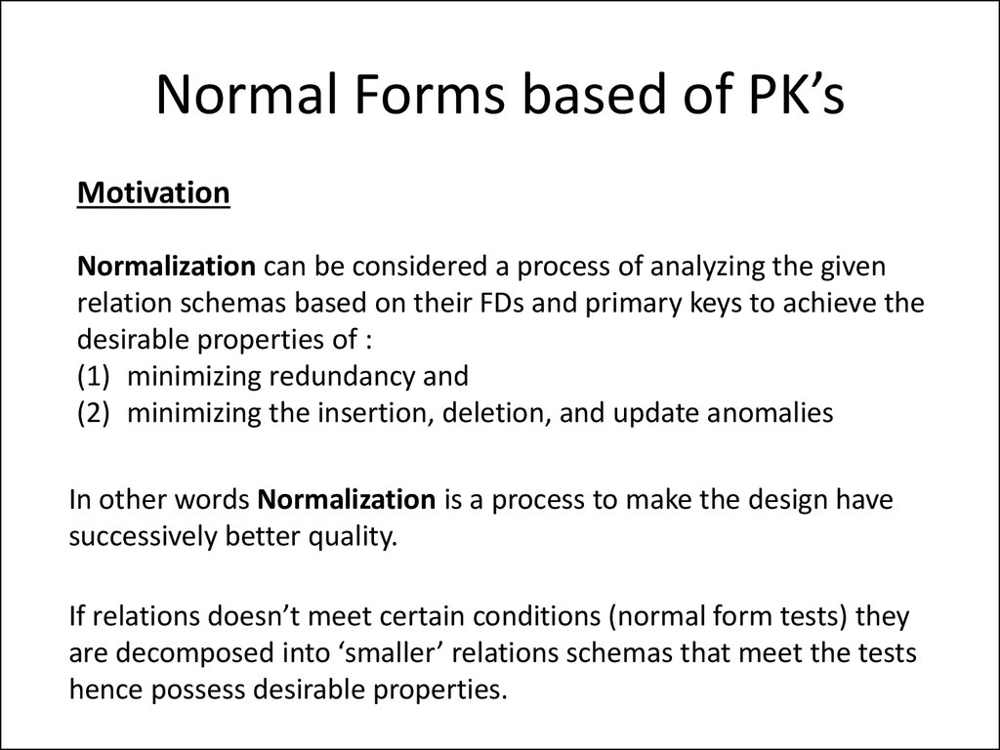 Normal Forms based of PK’s
Motivation
Normalization can be considered a process of analyzing the given
relation schemas based on their FDs and primary keys to achieve the
desirable properties of :
(1) minimizing redundancy and
(2) minimizing the insertion, deletion, and update anomalies
In other words Normalization is a process to make the design have
successively better quality.
If relations doesn’t meet certain conditions (normal form tests) they
are decomposed into ‘smaller’ relations schemas that meet the tests
hence possess desirable properties.